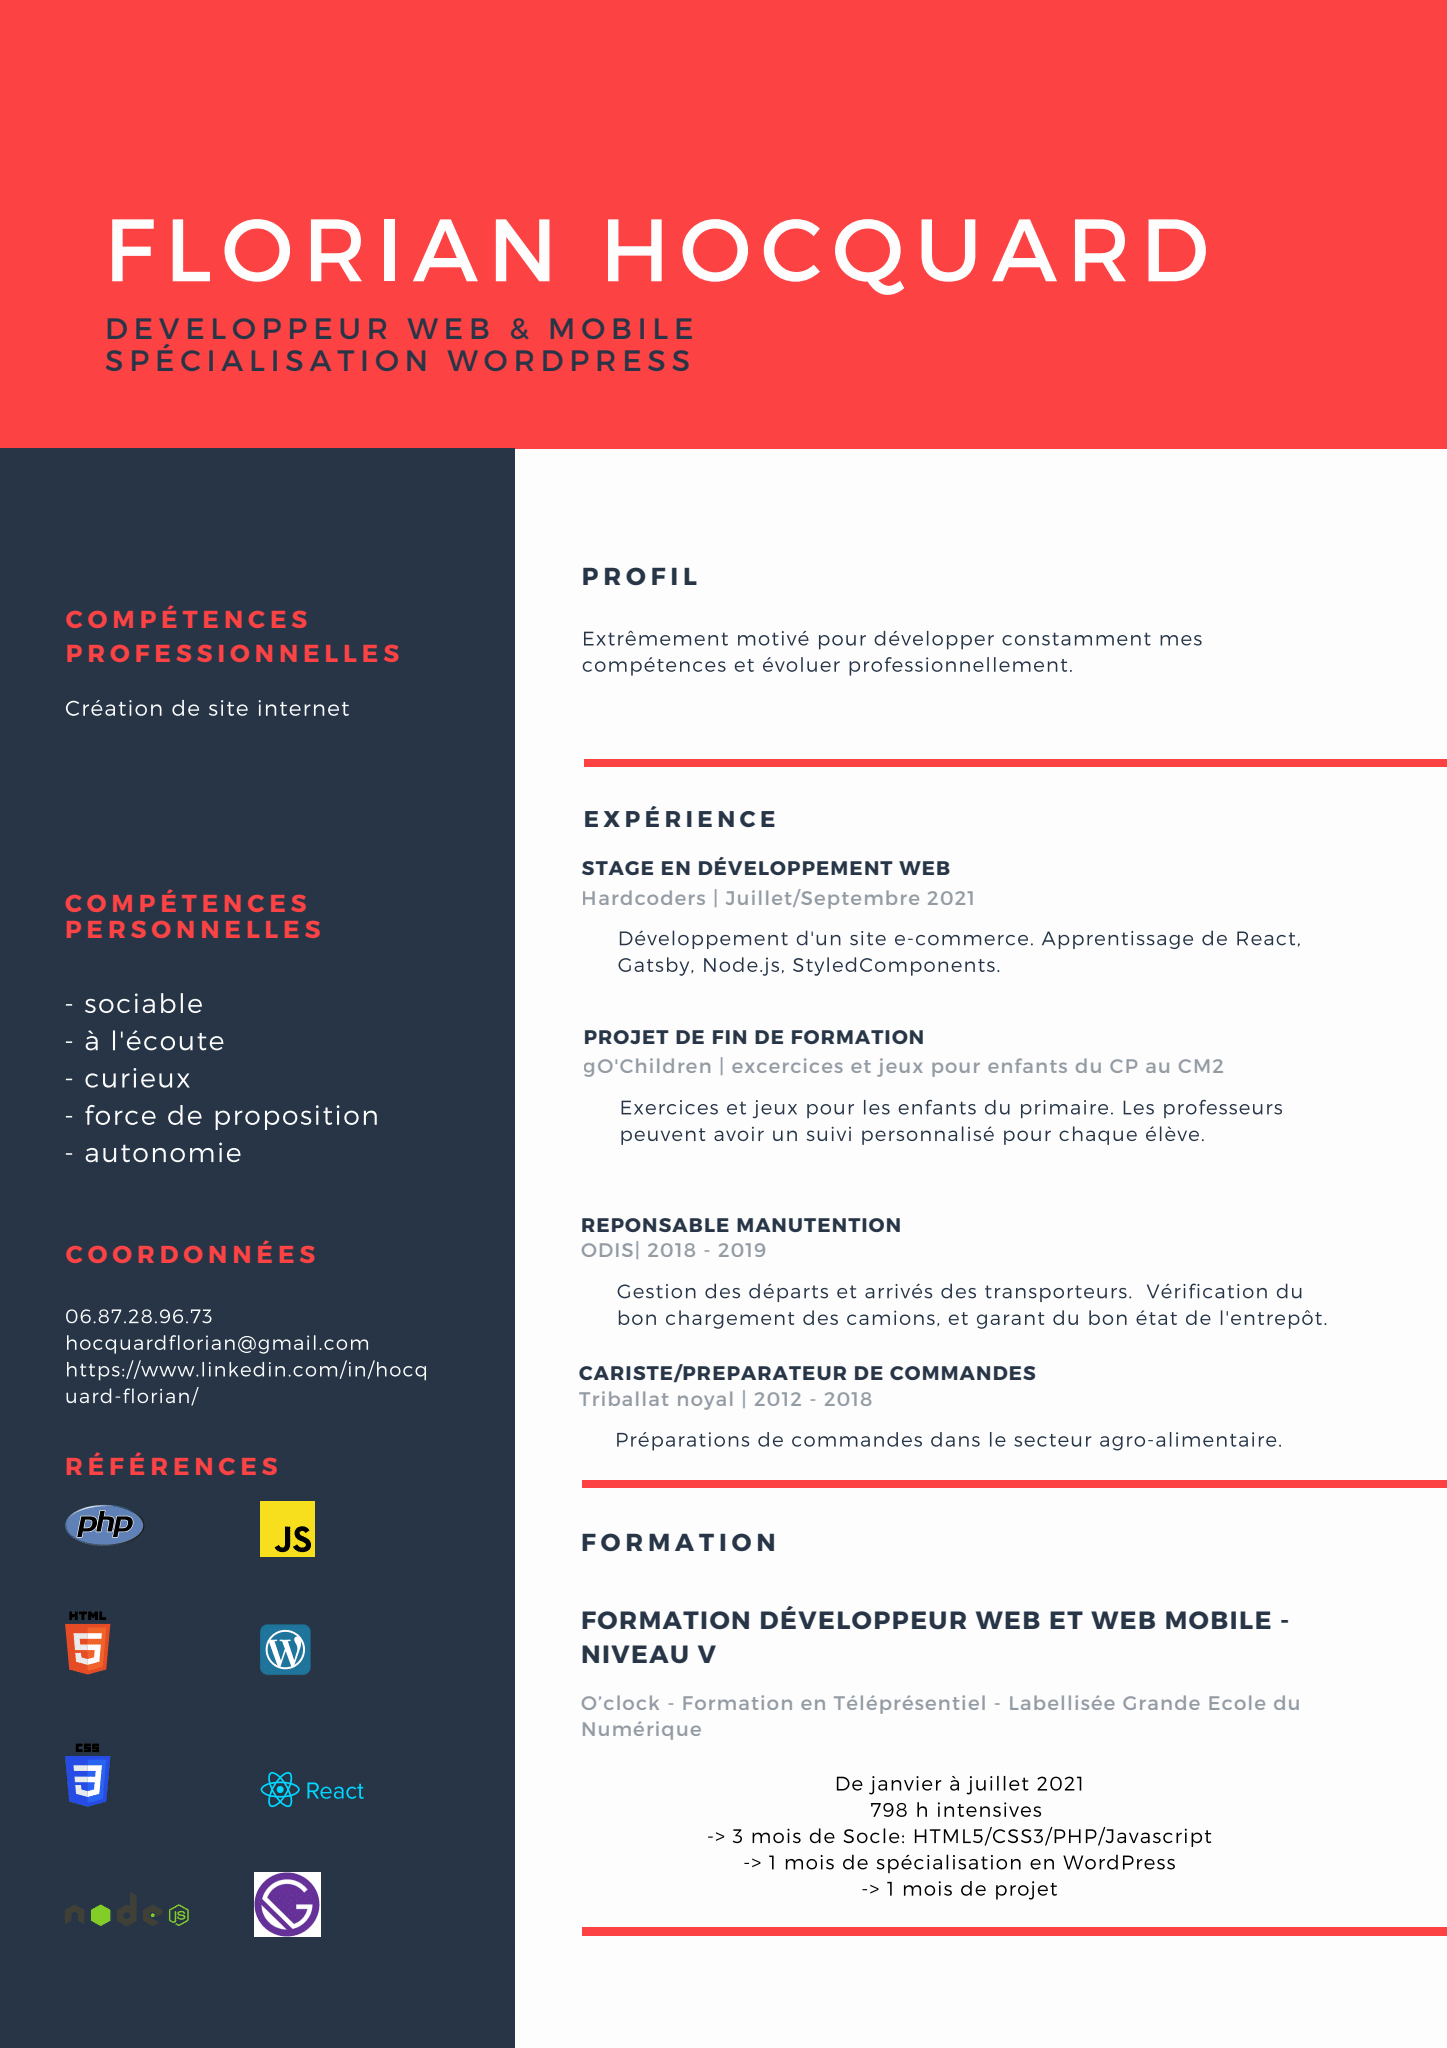 FLORIAN HOCQUARD
DEVELOPPEUR WEB & MOBILE
SPÉCIALISATION WORDPRESS
COMPÉTENCES
PROFESSIONNELLES
Création de site internet
COMPÉTENCES
PERSONNELLES
- sociable
- à l'écoute
- curieux
- force de proposition
- autonomie
COORDONNÉES
06.87.28.96.73
hocquardflorian@gmail.com
https://www.linkedin.com/in/hocq
uard-florian/
RÉFÉRENCES
php
JS
HTML
5
W
CSS
3
React
node
JS
G
PROFIL
Extrêmement motivé pour développer constamment mes
compétences et évoluer professionnellement.
EXPÉRIENCE
STAGE EN DÉVELOPPEMENT WEB
Hardcoders | Juillet/Septembre 2021
Développement d'un site e-commerce. Apprentissage de React,
Gatsby, Node.js, StyledComponents.
PROJET DE FIN DE FORMATION
gO'Children | excercices et jeux pour enfants du CP au CM2
Exercices et jeux pour les enfants du primaire. Les professeurs
peuvent avoir un suivi personnalisé pour chaque élève.
REPONSABLE MANUTENTION
ODIS| 2018 - 2019
Gestion des départs et arrivés des transporteurs.  Vérification du
bon chargement des camions, et garant du bon état de l'entrepôt.
CARISTE/PREPARATEUR DE COMMANDES
Triballat noyal | 2012 - 2018
Préparations de commandes dans le secteur agro-alimentaire.
FORMATION
FORMATION DÉVELOPPEUR WEB ET WEB MOBILE -
NIVEAU V
O’clock - Formation en Téléprésentiel - Labellisée Grande Ecole du
Numérique
De janvier à juillet 2021
798 h intensives
-> 3 mois de Socle: HTML5/CSS3/PHP/Javascript
-> 1 mois de spécialisation en WordPress
-> 1 mois de projet